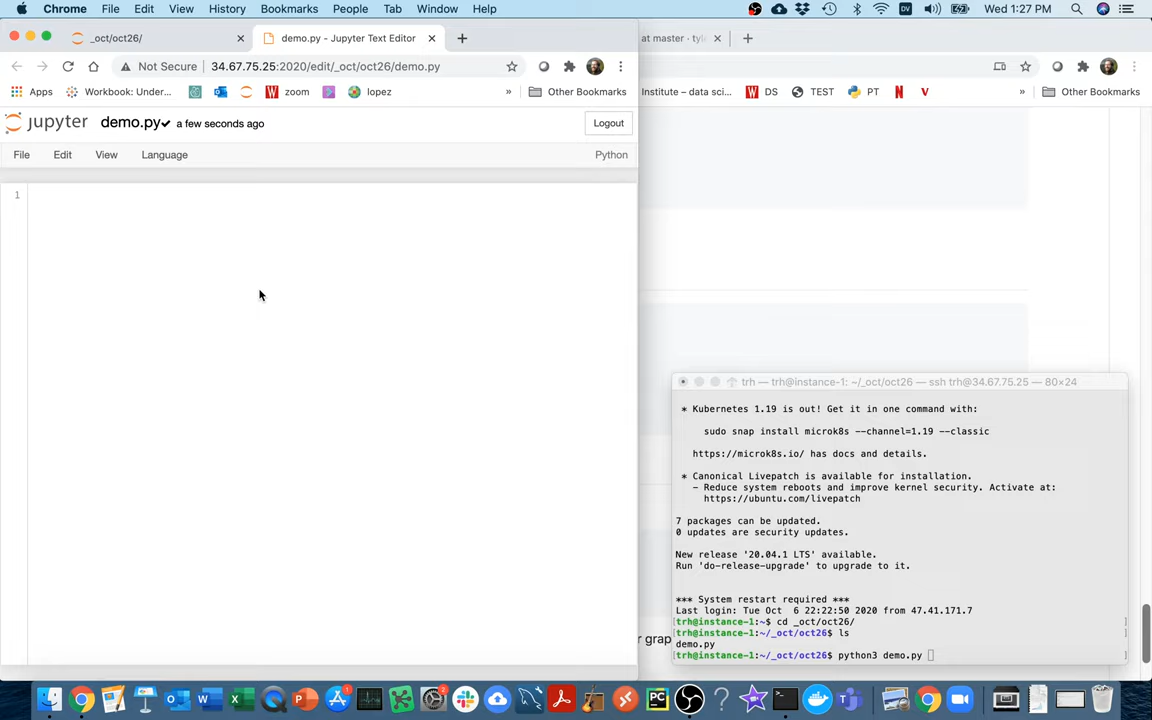 Chrome File Edit View History Bookmarks People Tab Window Help
Wed 1:27 PM
_oct/oct26/
demo.py - Jupyter Text Editor
at master · tyl
Not Secure 34.67.75.25:2020/edit/_oct/oct26/demo.py
Apps Workbook: Under... zoom lopez » Other Bookmarks
Institute – data sci... DS TEST PT » Other Bookmarks
jupyter demo.py a few seconds ago
Logout
File Edit View Language Python
1
trh — trh@instance-1: ~/_oct/oct26 — ssh trh@34.67.75.25 — 80×24
* Kubernetes 1.19 is out! Get it in one command with:
sudo snap install microk8s --channel=1.19 --classic
https://microk8s.io/ has docs and details.
* Canonical Livepatch is available for installation.
- Reduce system reboots and improve kernel security. Activate at:
https://ubuntu.com/livepatch
7 packages can be updated.
0 updates are security updates.
New release '20.04.1 LTS' available.
Run 'do-release-upgrade' to upgrade to it.
*** System restart required ***
Last login: Tue Oct  6 22:22:50 2020 from 47.41.171.7
[trh@instance-1:~$ cd _oct/oct26/ ]
[trh@instance-1:~/_oct/oct26$ ls ]
demo.py
[trh@instance-1:~/_oct/oct26$ python3 demo.py ]
r grap